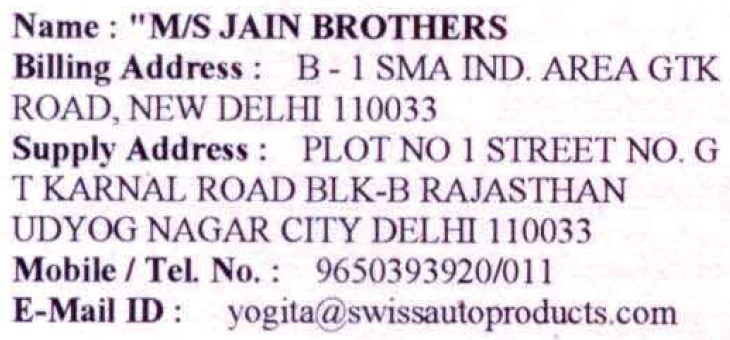 Name : "M/S JAIN BROTHERS
Billing Address : B - 1 SMA IND. AREA GTK
ROAD, NEW DELHI 110033
Supply Address : PLOT NO 1 STREET NO. G
T KARNAL ROAD BLK-B RAJASTHAN
UDYOG NAGAR CITY DELHI 110033
Mobile / Tel. No. : 9650393920/011
E-Mail ID : yogita@swissautoproducts.com